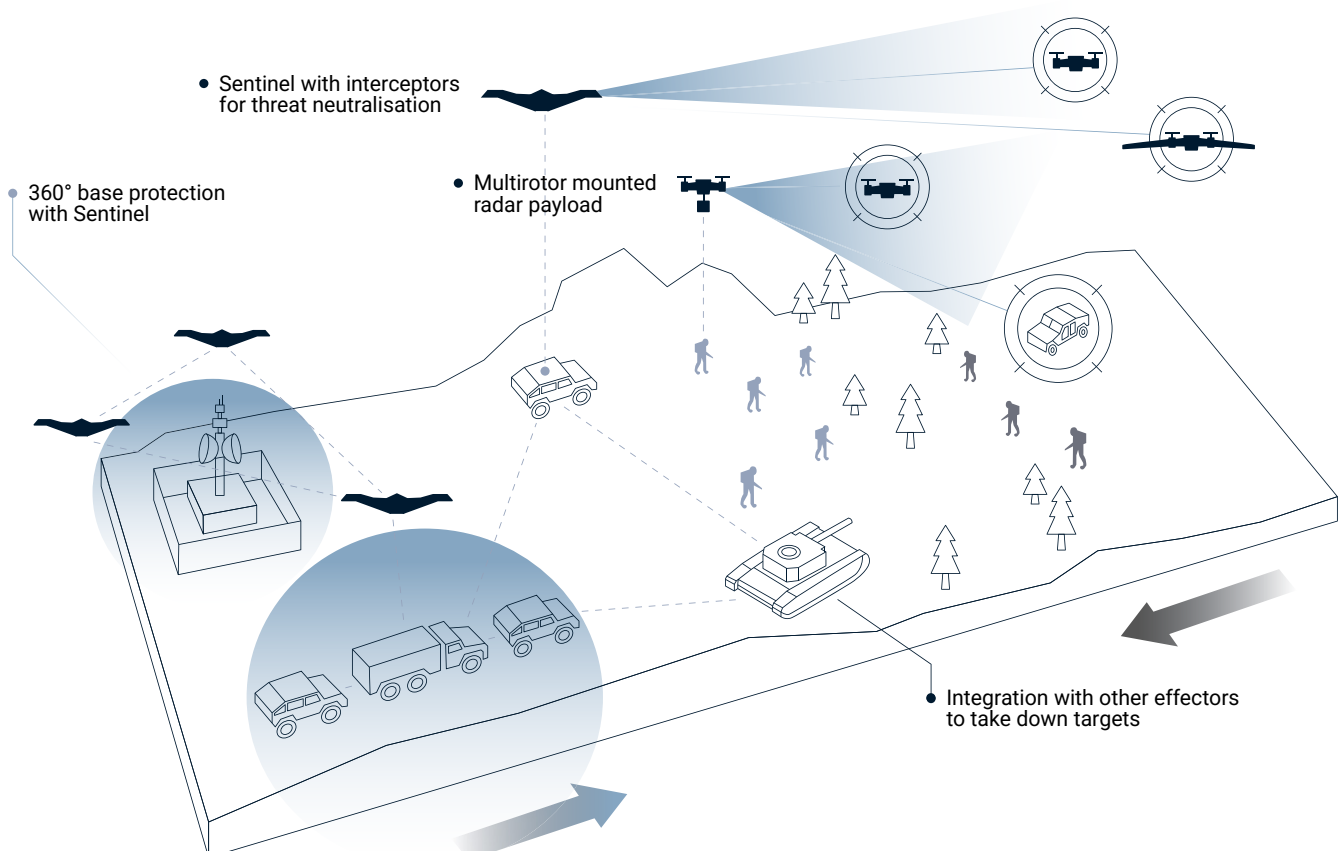 Sentinel with interceptors
for threat neutralisation
360° base protection
with Sentinel
Multirotor mounted
radar payload
Integration with other effectors
to take down targets